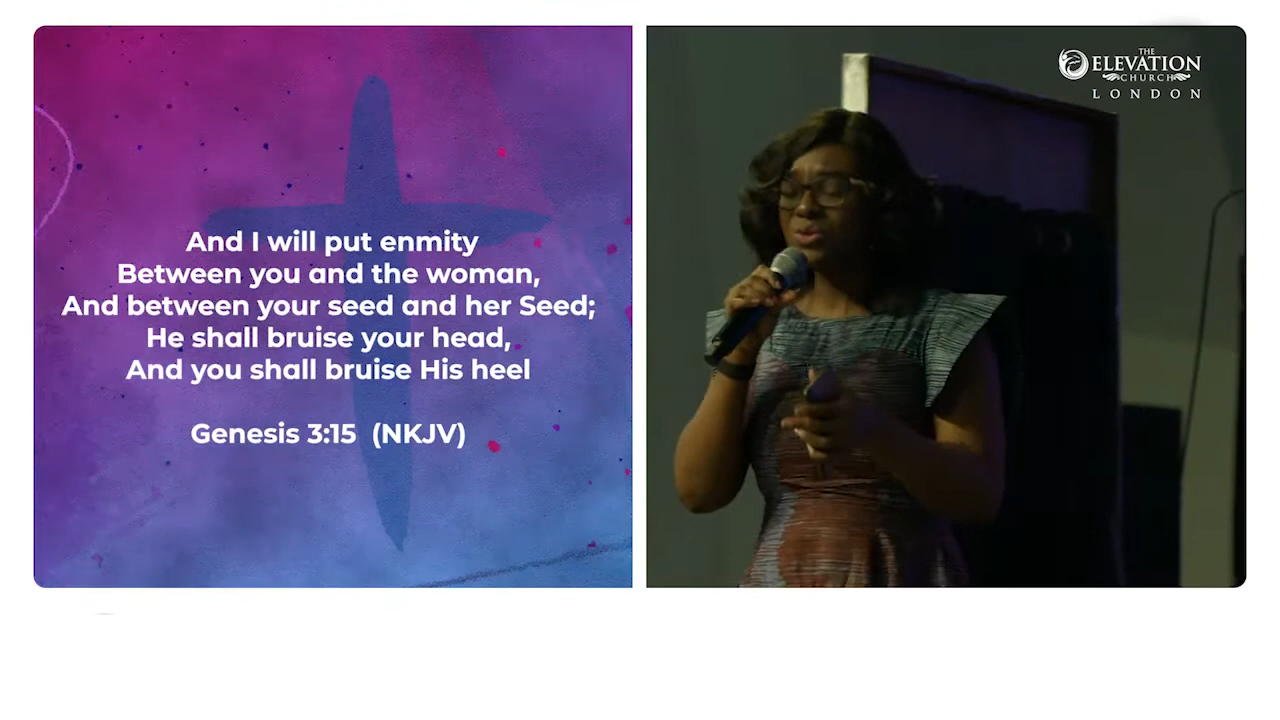 And I will put enmity
Between you and the woman,
And between your seed and her Seed;
He shall bruise your head,
And you shall bruise His heel
Genesis 3:15 (NKJV)
THE
ELEVATION
CHURCH
LONDON